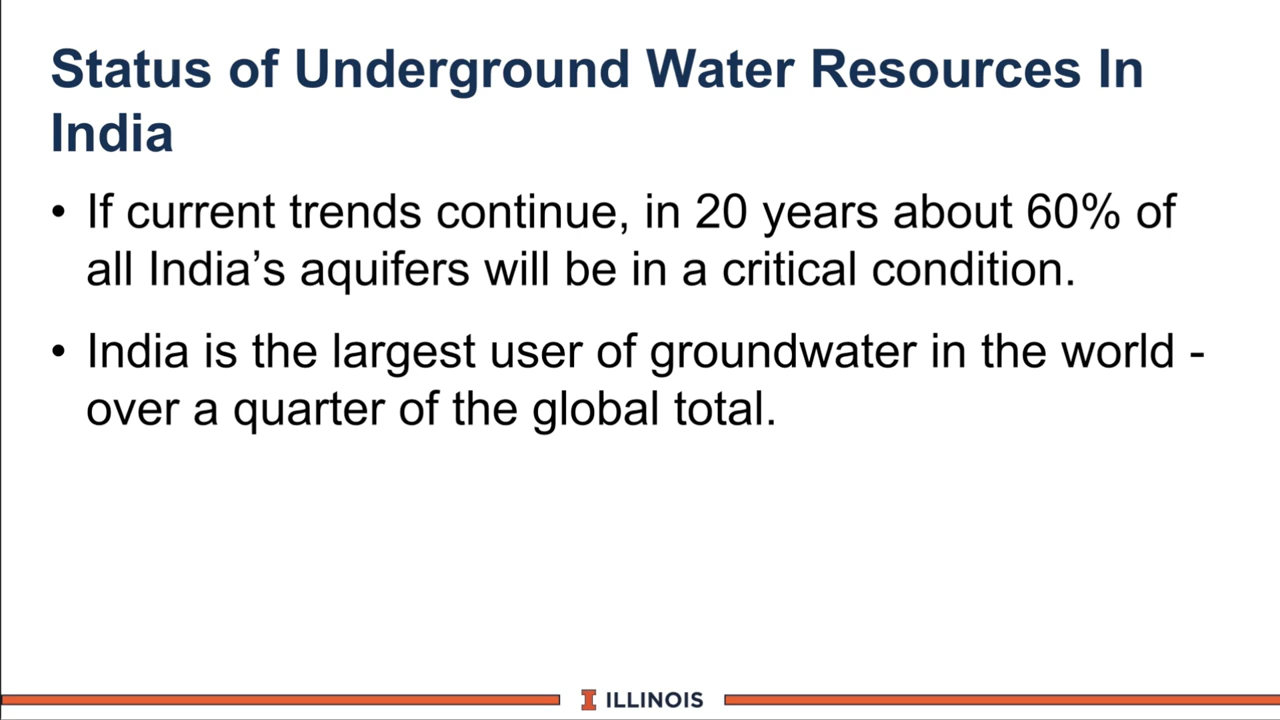 Status of Underground Water Resources In
India
• If current trends continue, in 20 years about 60% of
all India’s aquifers will be in a critical condition.
• India is the largest user of groundwater in the world -
over a quarter of the global total.
I ILLINOIS